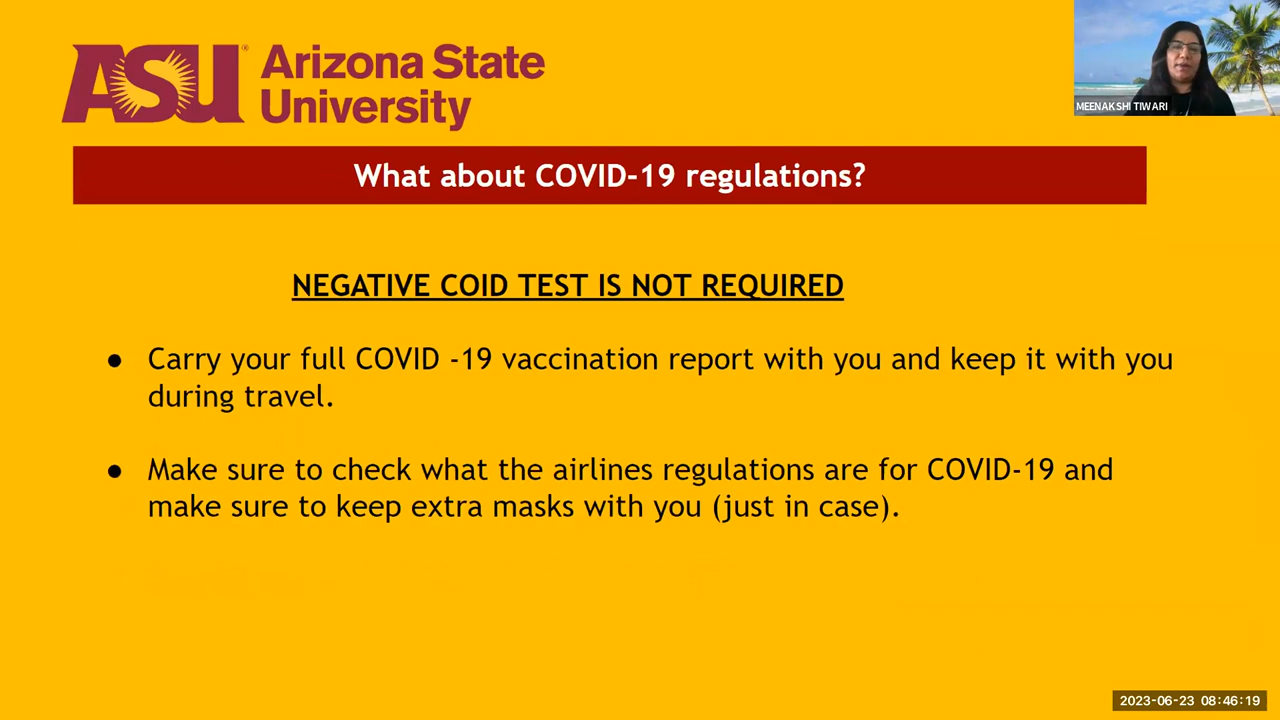 ASU® Arizona State
University
MEENAKSHI TIWARI
What about COVID-19 regulations?
NEGATIVE COID TEST IS NOT REQUIRED
● Carry your full COVID -19 vaccination report with you and keep it with you
during travel.
● Make sure to check what the airlines regulations are for COVID-19 and
make sure to keep extra masks with you (just in case).
2023-06-23 08:46:19